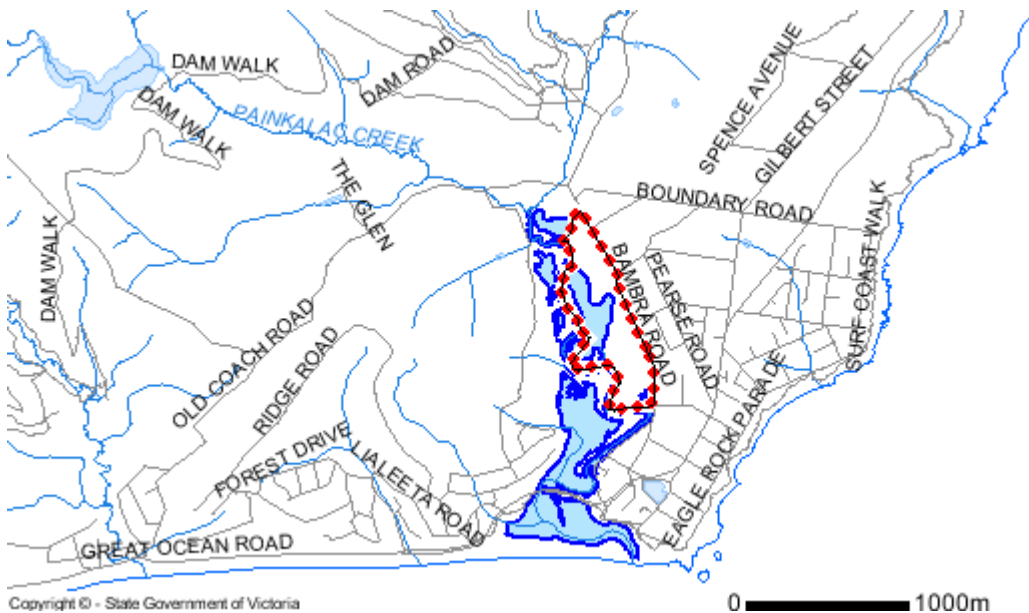 DAM WALK
DAM ROAD
SPENCE AVENUE
GILBERT STREET
DAM WALK
PAINKALAC CREEK
THE GLEN
BOUNDARY ROAD
DAM WALK
BAMBRA ROAD
PEARSE ROAD
SURF COAST WALK
OLD COACH ROAD
RIDGE ROAD
EAGLE ROCK PARADE
FOREST DRIVE
LIALEETA ROAD
GREAT OCEAN ROAD
Copyright © - State Government of Victoria
0 1000m